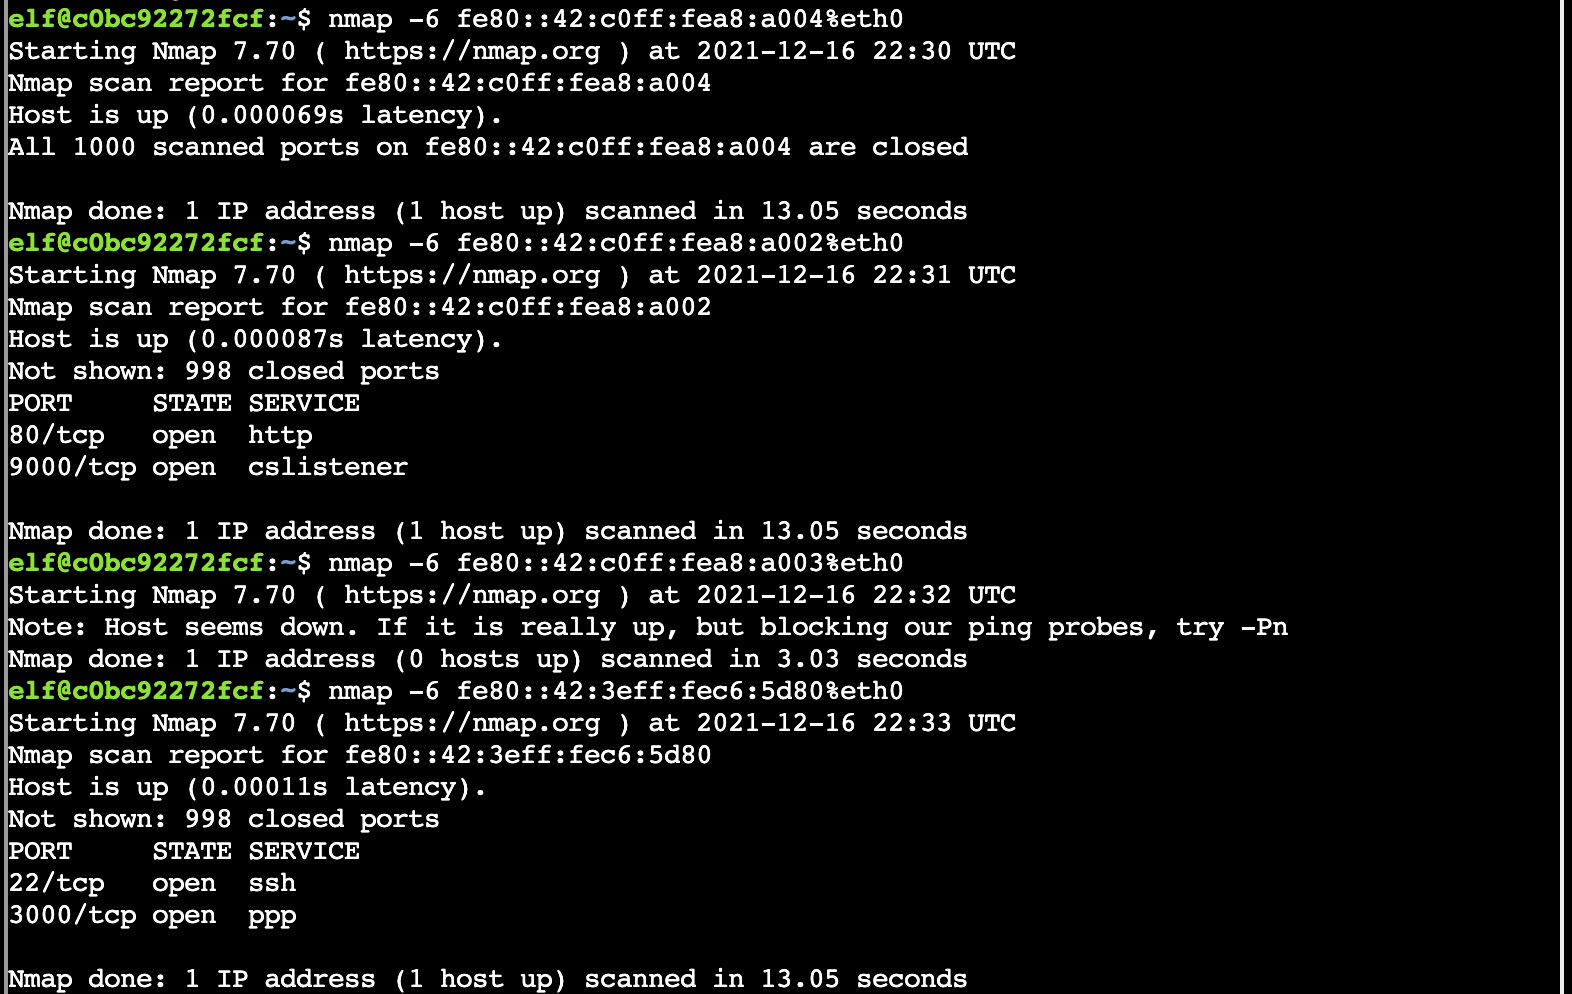 elf@c0bc92272fcf:~$ nmap -6 fe80::42:c0ff:fea8:a004%eth0
Starting Nmap 7.70 ( https://nmap.org ) at 2021-12-16 22:30 UTC
Nmap scan report for fe80::42:c0ff:fea8:a004
Host is up (0.000069s latency).
All 1000 scanned ports on fe80::42:c0ff:fea8:a004 are closed
Nmap done: 1 IP address (1 host up) scanned in 13.05 seconds
elf@c0bc92272fcf:~$ nmap -6 fe80::42:c0ff:fea8:a002%eth0
Starting Nmap 7.70 ( https://nmap.org ) at 2021-12-16 22:31 UTC
Nmap scan report for fe80::42:c0ff:fea8:a002
Host is up (0.000087s latency).
Not shown: 998 closed ports
PORT     STATE SERVICE
80/tcp   open  http
9000/tcp open  cslistener
Nmap done: 1 IP address (1 host up) scanned in 13.05 seconds
elf@c0bc92272fcf:~$ nmap -6 fe80::42:c0ff:fea8:a003%eth0
Starting Nmap 7.70 ( https://nmap.org ) at 2021-12-16 22:32 UTC
Note: Host seems down. If it is really up, but blocking our ping probes, try -Pn
Nmap done: 1 IP address (0 hosts up) scanned in 3.03 seconds
elf@c0bc92272fcf:~$ nmap -6 fe80::42:3eff:fec6:5d80%eth0
Starting Nmap 7.70 ( https://nmap.org ) at 2021-12-16 22:33 UTC
Nmap scan report for fe80::42:3eff:fec6:5d80
Host is up (0.00011s latency).
Not shown: 998 closed ports
PORT     STATE SERVICE
22/tcp   open  ssh
3000/tcp open  ppp
Nmap done: 1 IP address (1 host up) scanned in 13.05 seconds